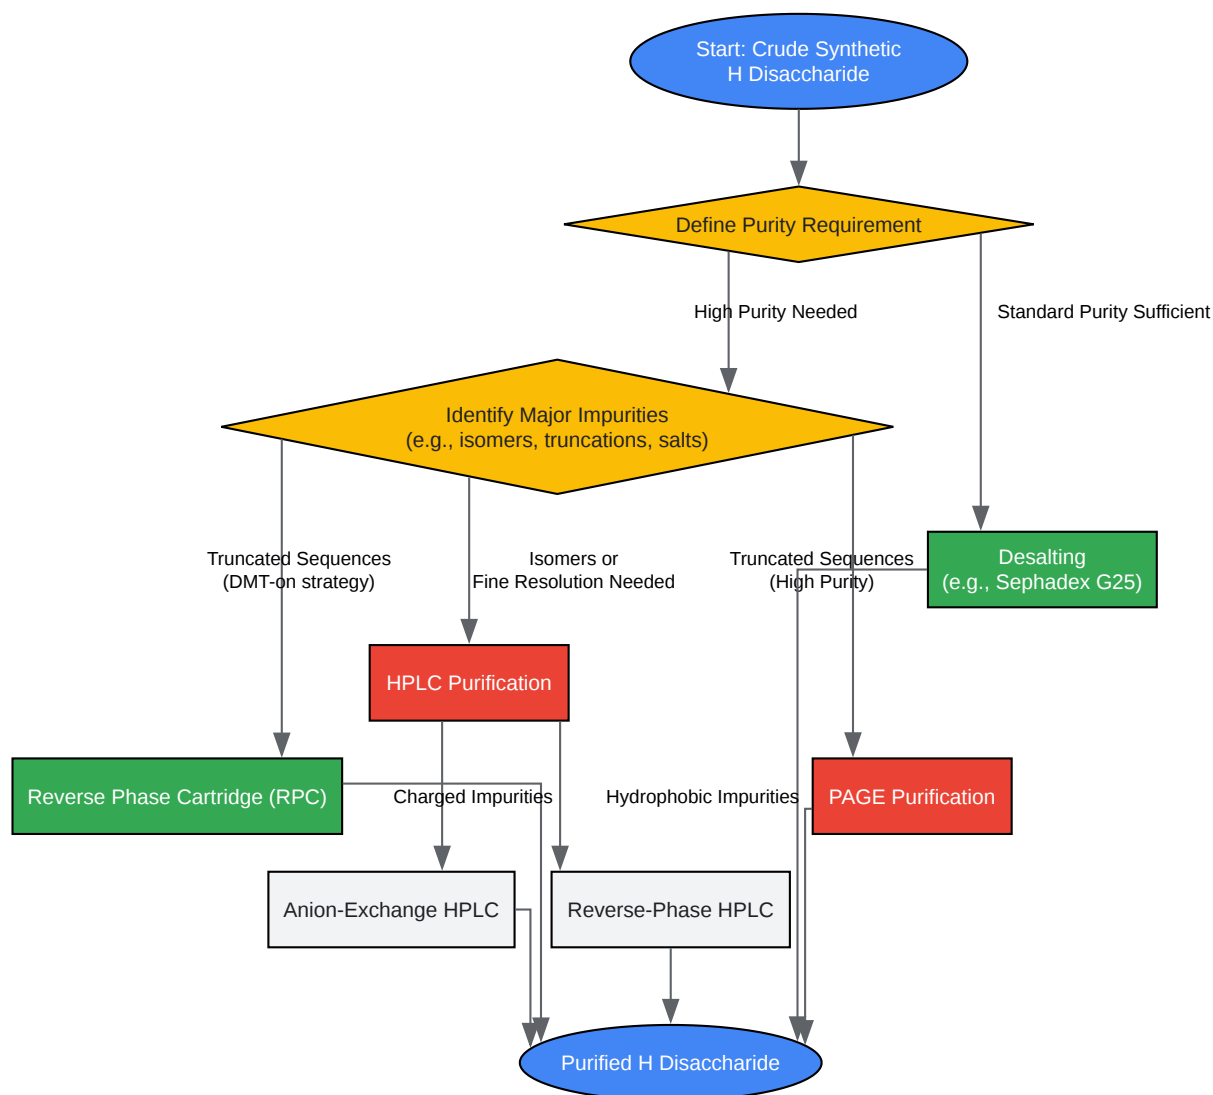 Start: Crude Synthetic
H Disaccharide
Define Purity Requirement
High Purity Needed
Standard Purity Sufficient
Identify Major Impurities
(e.g., isomers, truncations, salts)
Truncated Sequences
(DMT-on strategy)
Isomers or
Fine Resolution Needed
Truncated Sequences
(High Purity)
Desalting
(e.g., Sephadex G25)
HPLC Purification
Reverse Phase Cartridge (RPC)
Charged Impurities
Hydrophobic Impurities
PAGE Purification
Anion-Exchange HPLC
Reverse-Phase HPLC
Purified H Disaccharide